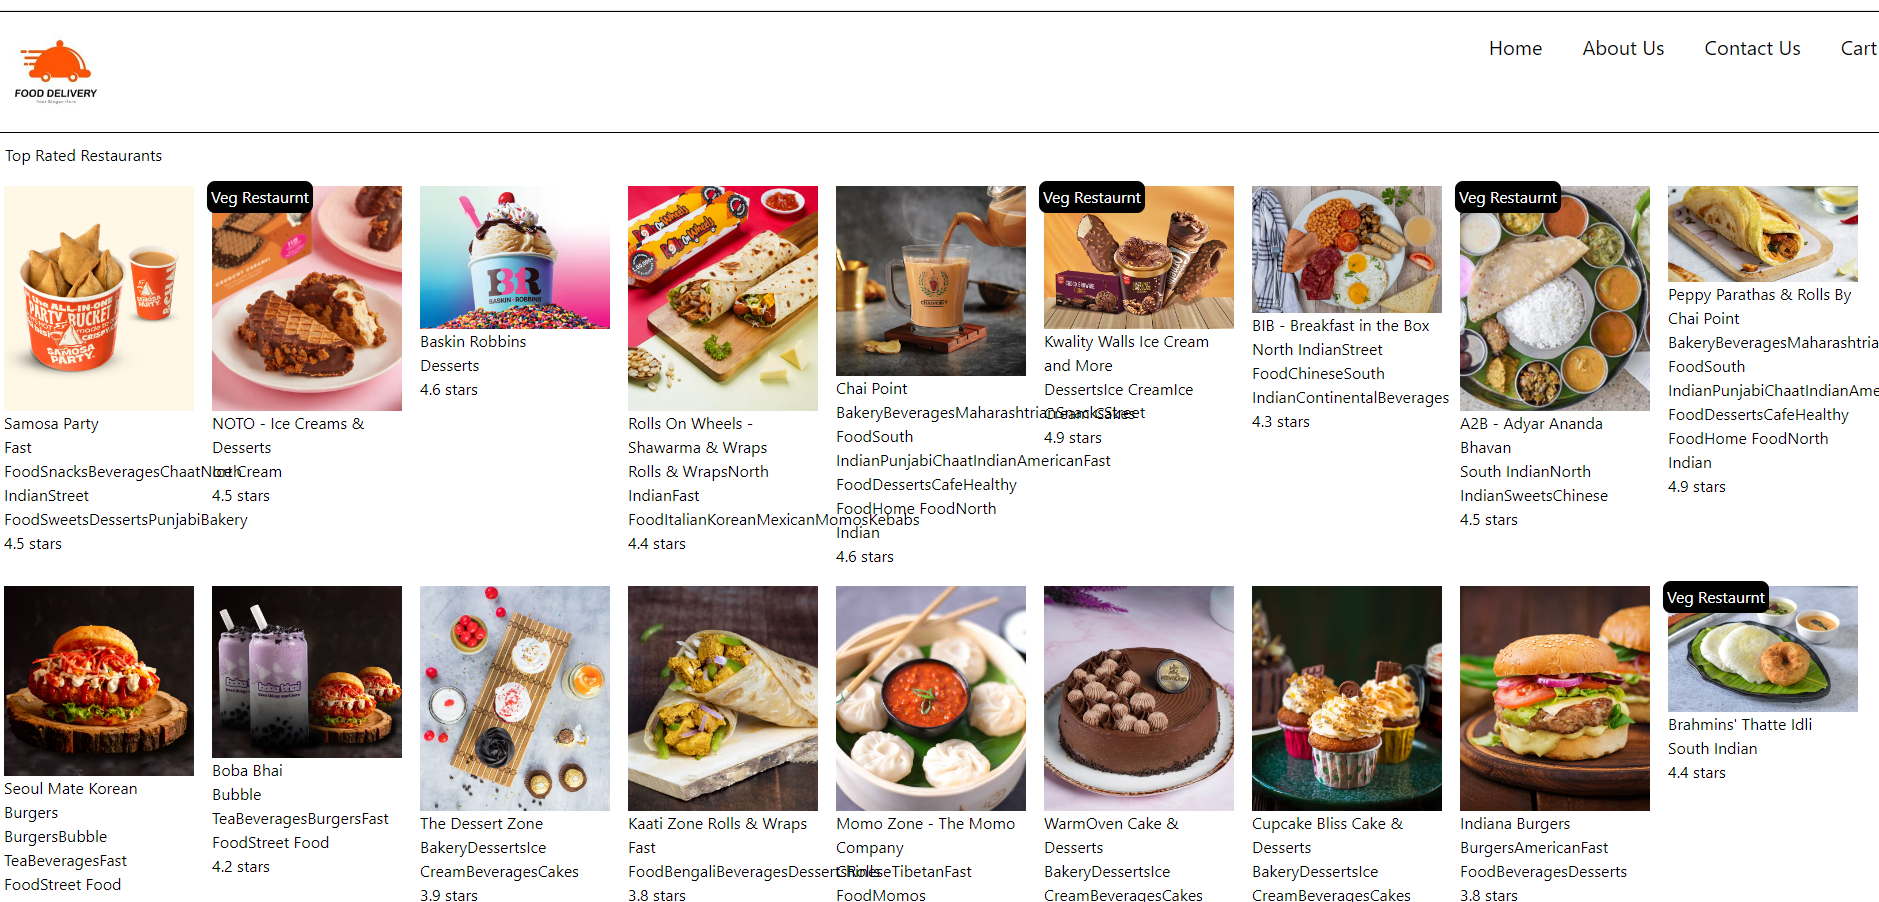 Home About Us Contact Us Cart
FOOD DELIVERY
Your Slogan Here
Top Rated Restaurants
Samosa Party
Fast
FoodSnacksBeveragesChaatNorth
IndianStreet
FoodSweetsDessertsPunjabiBakery
4.5 stars
Veg Restaurnt
NOTO - Ice Creams &
Desserts
Ice Cream
4.5 stars
BR
BASKIN ROBBINS
Baskin Robbins
Desserts
4.6 stars
Rolls On Wheels -
Shawarma & Wraps
Rolls & WrapsNorth
IndianFast
FoodItalianKoreanMexicanMomosKebabs
4.4 stars
Chai Point
BakeryBeveragesMaharashtrianSnacksStreet
FoodSouth
IndianPunjabiChaatIndianAmericanFast
FoodDessertsCafeHealthy
FoodHome FoodNorth
Indian
4.6 stars
Veg Restaurnt
Kwality Walls Ice Cream
and More
DessertsIce CreamIce
Cream Cakes
4.9 stars
BIB - Breakfast in the Box
North IndianStreet
FoodChineseSouth
IndianContinentalBeverages
4.3 stars
Veg Restaurnt
A2B - Adyar Ananda
Bhavan
South IndianNorth
IndianSweetsChinese
4.5 stars
Peppy Parathas & Rolls By
Chai Point
BakeryBeveragesMaharashtria
FoodSouth
IndianPunjabiChaatIndianAme
FoodDessertsCafeHealthy
FoodHome FoodNorth
Indian
4.9 stars
Seoul Mate Korean
Burgers
BurgersBubble
TeaBeveragesFast
FoodStreet Food
Boba Bhai
Bubble
TeaBeveragesBurgersFast
FoodStreet Food
4.2 stars
The Dessert Zone
BakeryDessertsIce
CreamBeveragesCakes
3.9 stars
Kaati Zone Rolls & Wraps
Fast
FoodBengaliBeveragesDessertsRolls
3.8 stars
Momo Zone - The Momo
Company
ChineseTibetanFast
FoodMomos
WarmOven Cake &
Desserts
BakeryDessertsIce
CreamBeveragesCakes
Cupcake Bliss Cake &
Desserts
BakeryDessertsIce
CreamBeveragesCakes
Indiana Burgers
BurgersAmericanFast
FoodBeveragesDesserts
3.8 stars
Veg Restaurnt
Brahmins' Thatte Idli
South Indian
4.4 stars